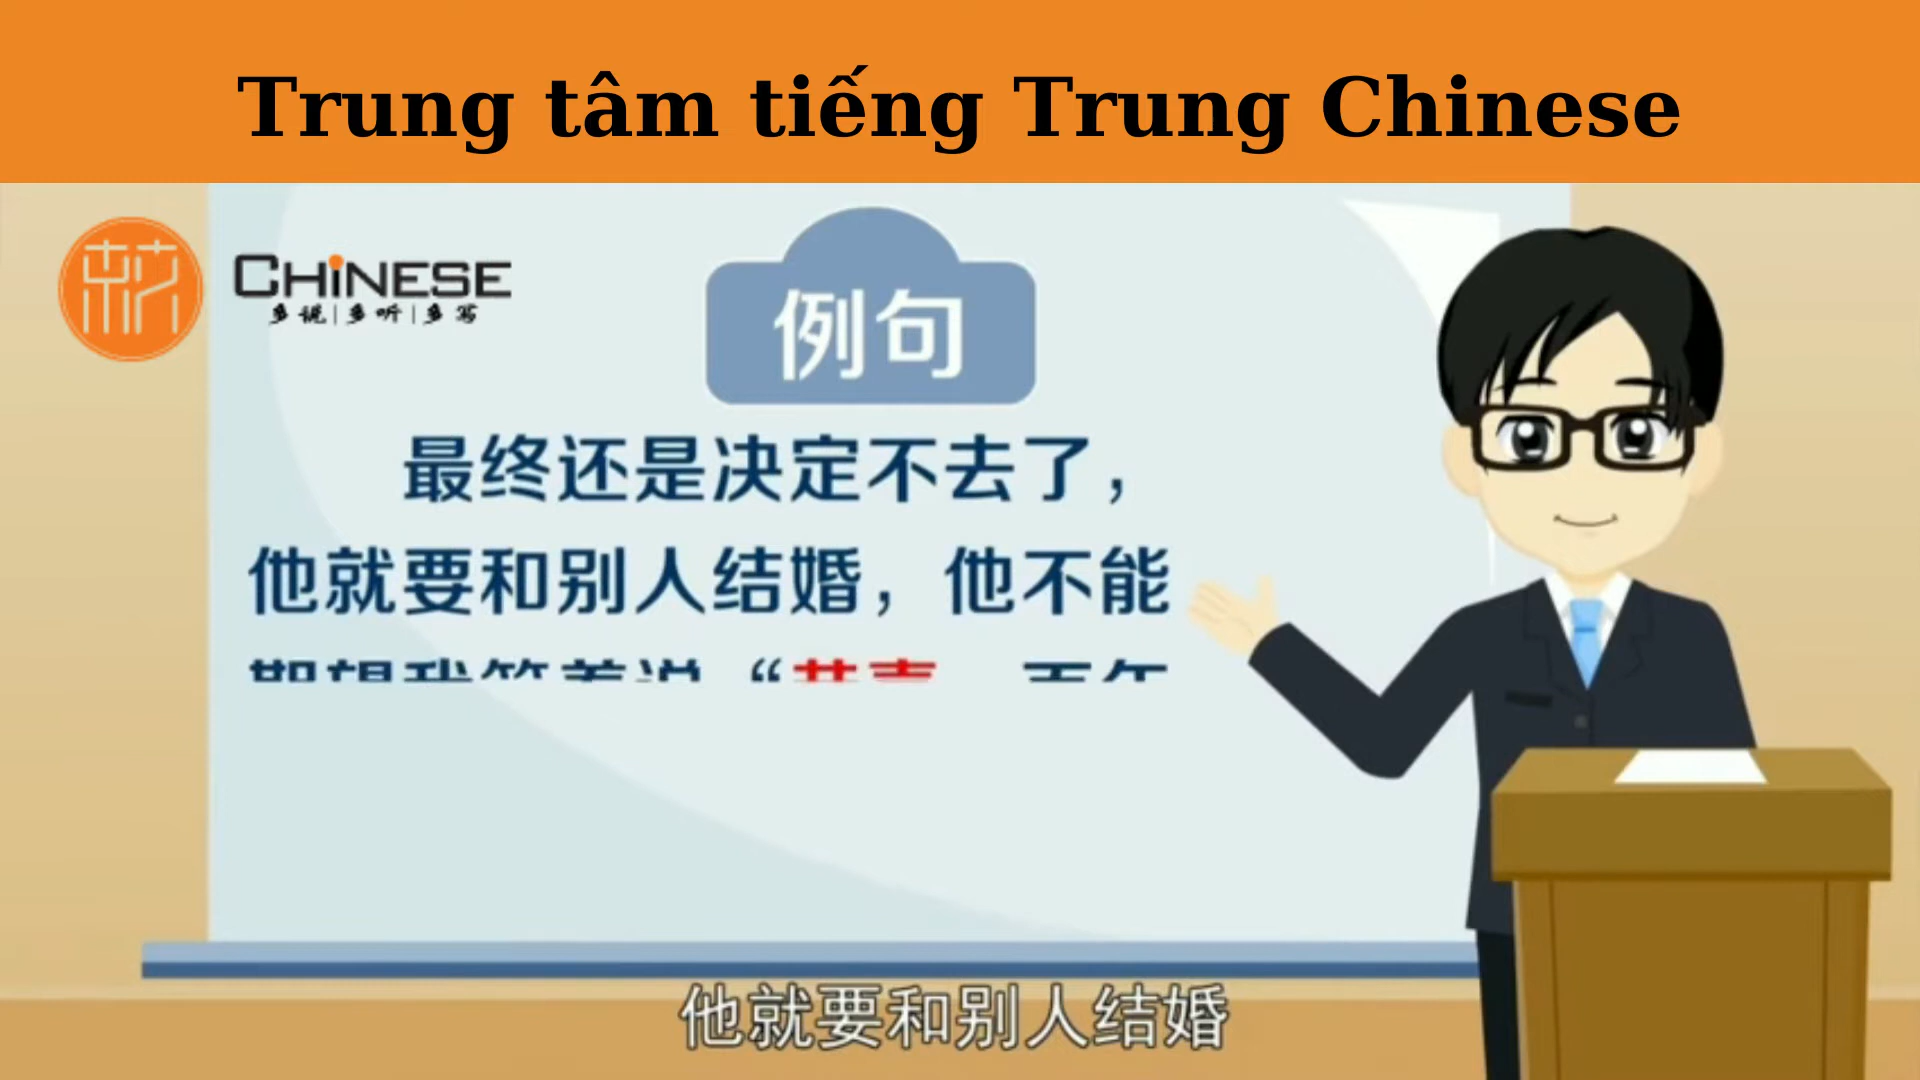 Trung tâm tiếng Trung Chinese
CHiNESE
多说|多听|多写
例句
最终还是决定不去了，
他就要和别人结婚，他不能
他就要和别人结婚